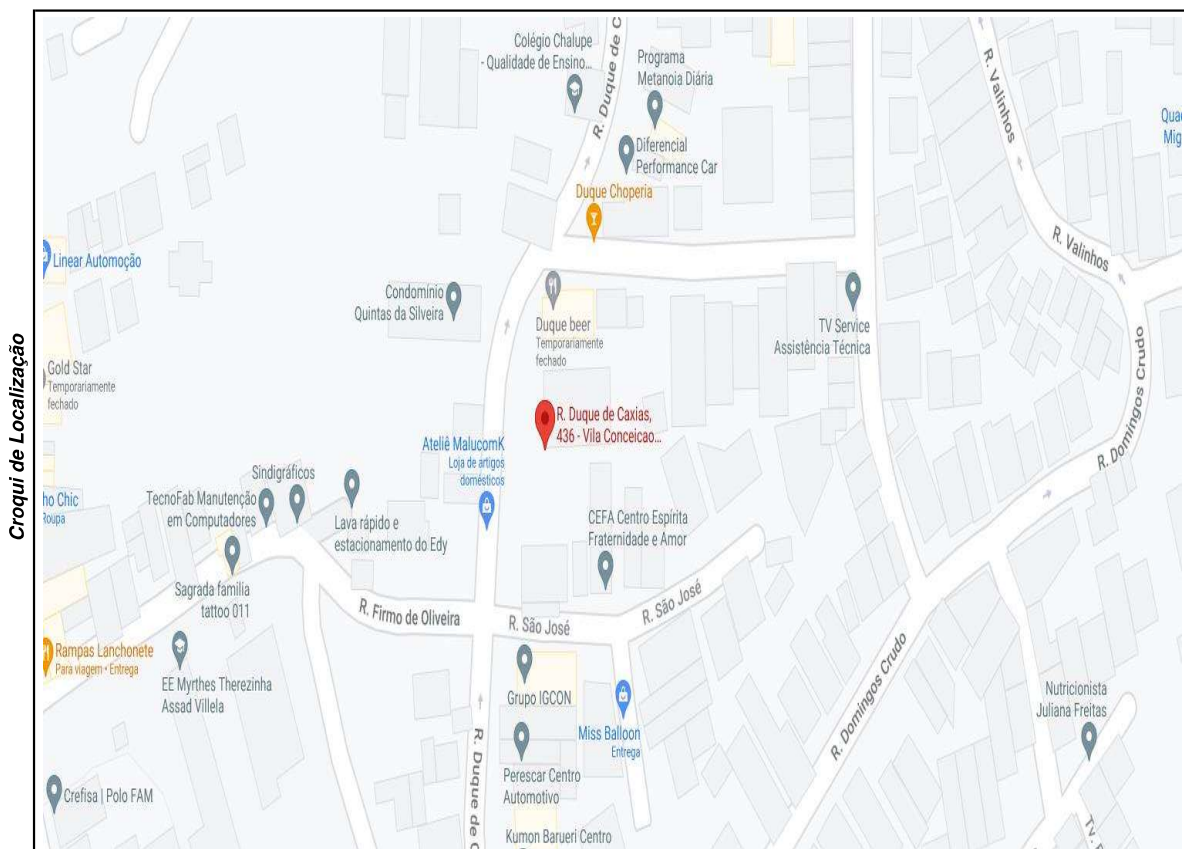 Croqui de Localização
Colégio Chalupe
- Qualidade de Ensino...
R. Duque de C
Programa
Metanoia Diária
Diferencial
Performance Car
Duque Choperia
R. Valinhos
Quad
Mig
R. Valinhos
Linear Automoção
Condomínio
Quintas da Silveira
Duque beer
Temporariamente
fechado
TV Service
Assistência Técnica
Gold Star
Temporariamente
fechado
R. Domingos Crudo
R. Duque de Caxias,
436 - Vila Conceicao...
Ateliê MalucomK
Loja de artigos
domésticos
Sindigráficos
TecnoFab Manutenção
em Computadores
ho Chic
Roupa
Lava rápido e
estacionamento do Edy
CEFA Centro Espírita
Fraternidade e Amor
Sagrada familia
tattoo 011
R. Firmo de Oliveira
R. São José
R. São José
Rampas Lanchonete
Para viagem • Entrega
EE Myrthes Therezinha
Assad Villela
Grupo IGCON
Miss Balloon
Entrega
R. Domingos Crudo
Nutricionista
Juliana Freitas
R. Duque de C
Perescar Centro
Automotivo
Crefisa | Polo FAM
Kumon Barueri Centro
Tv.